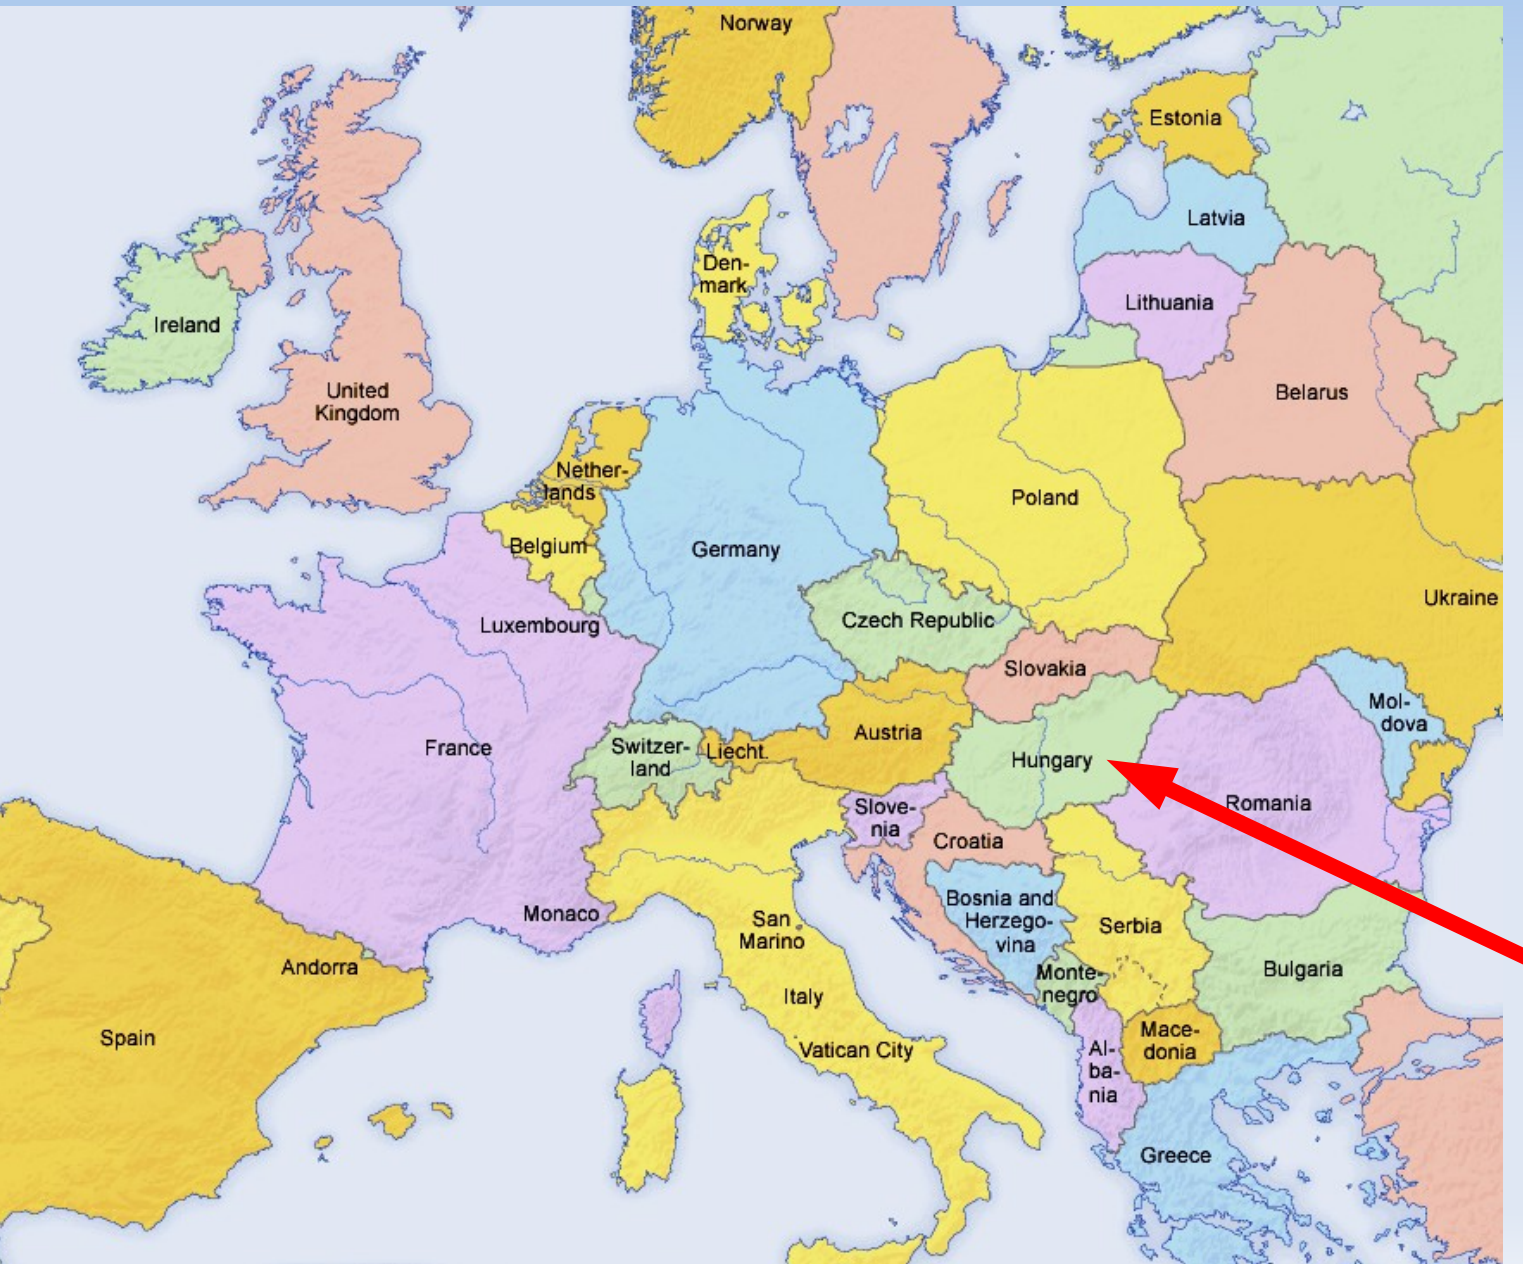 Norway
Estonia
Latvia
Den-
mark
Lithuania
Ireland
United
Kingdom
Belarus
Nether-
lands
Poland
Belgium
Germany
Ukraine
Czech Republic
Luxembourg
Slovakia
Mol-
dova
Austria
France
Switzer-
land
Liecht.
Hungary
Romania
Slove-
nia
Croatia
Bosnia and
Herzego-
vina
Monaco
San
Marino
Serbia
Andorra
Bulgaria
Monte-
negro
Italy
Spain
Vatican City
Mace-
donia
Al-
ba-
nia
Greece